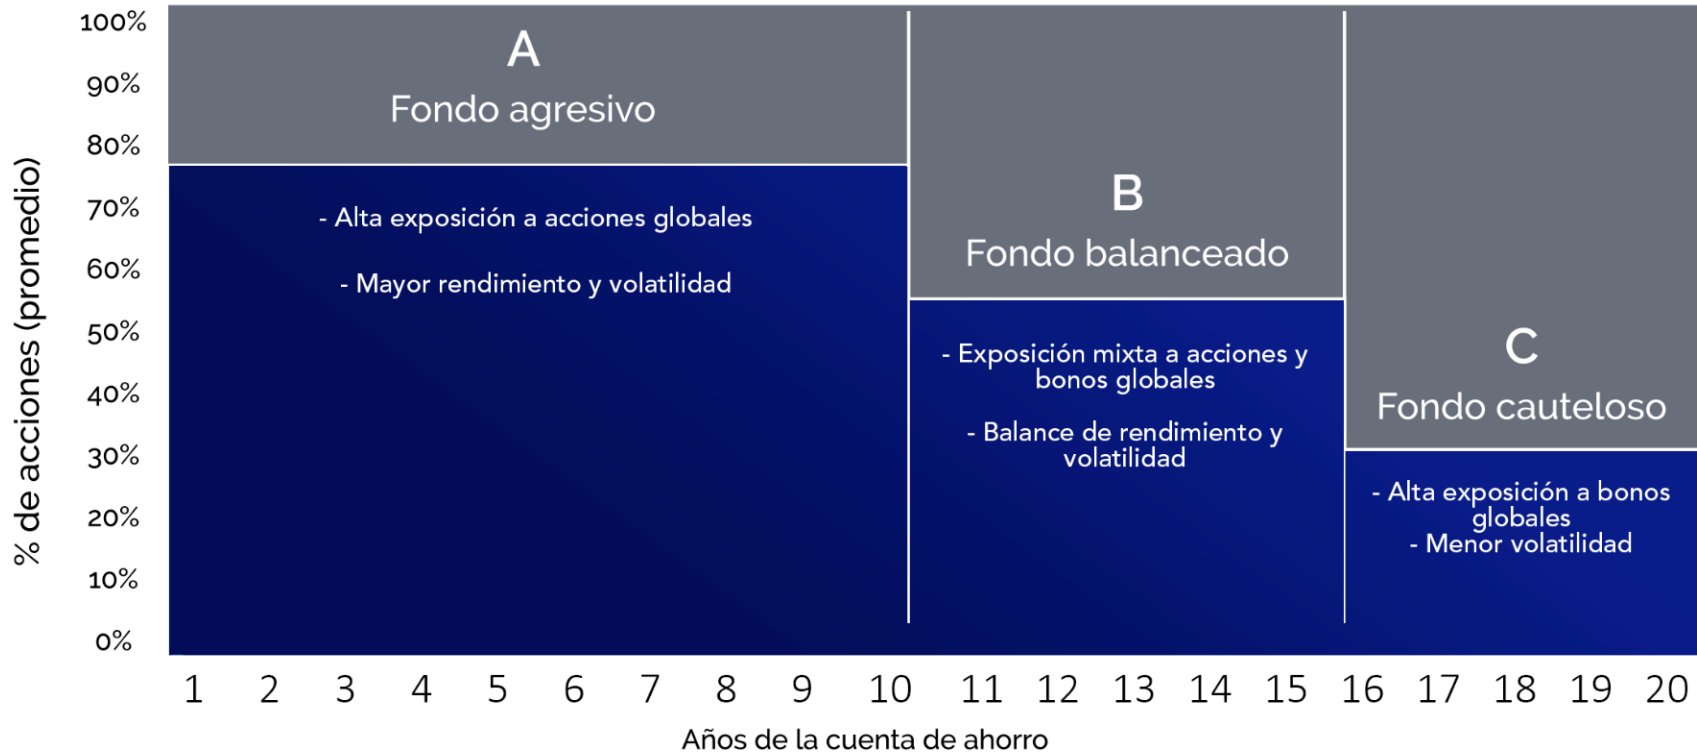 % de acciones (promedio)
100%
90%
80%
70%
60%
50%
40%
30%
20%
10%
0%
A
Fondo agresivo
- Alta exposición a acciones globales
- Mayor rendimiento y volatilidad
B
Fondo balanceado
- Exposición mixta a acciones y
bonos globales
- Balance de rendimiento y
volatilidad
C
Fondo cauteloso
- Alta exposición a bonos
globales
- Menor volatilidad
1 2 3 4 5 6 7 8 9 10 11 12 13 14 15 16 17 18 19 20
Años de la cuenta de ahorro